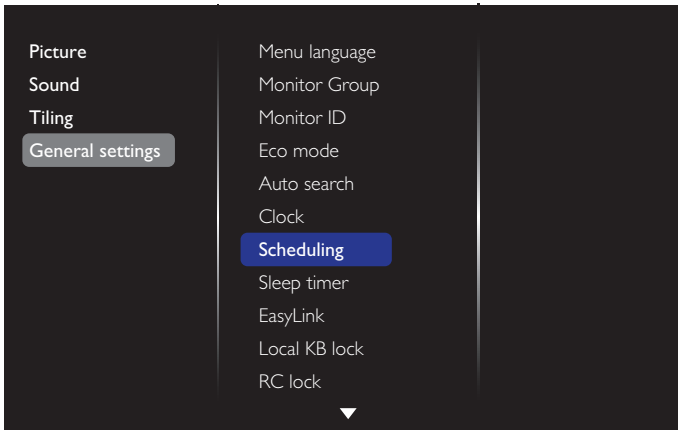 Picture
Sound
Tiling
General settings
Menu language
Monitor Group
Monitor ID
Eco mode
Auto search
Clock
Scheduling
Sleep timer
EasyLink
Local KB lock
RC lock